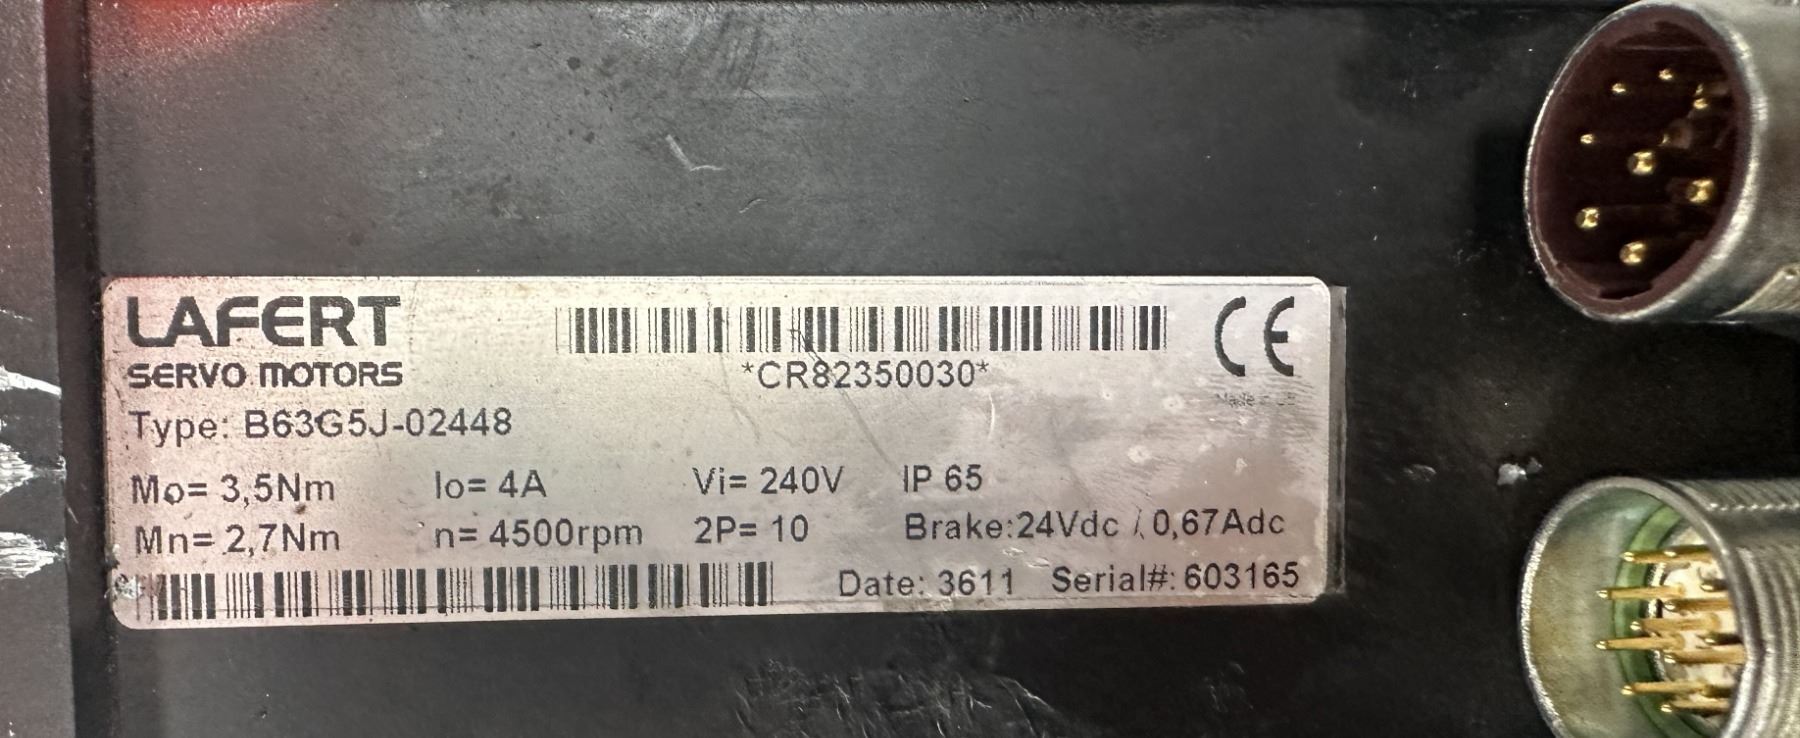 LAFERT
SERVO MOTORS
*CR82350030*
CE
Type: B63G5J-02448
Mo= 3,5Nm Io= 4A Vi= 240V IP 65
Mn= 2,7Nm n= 4500rpm 2P= 10 Brake:24Vdc / 0,67Adc
Date: 3611 Serial#: 603165